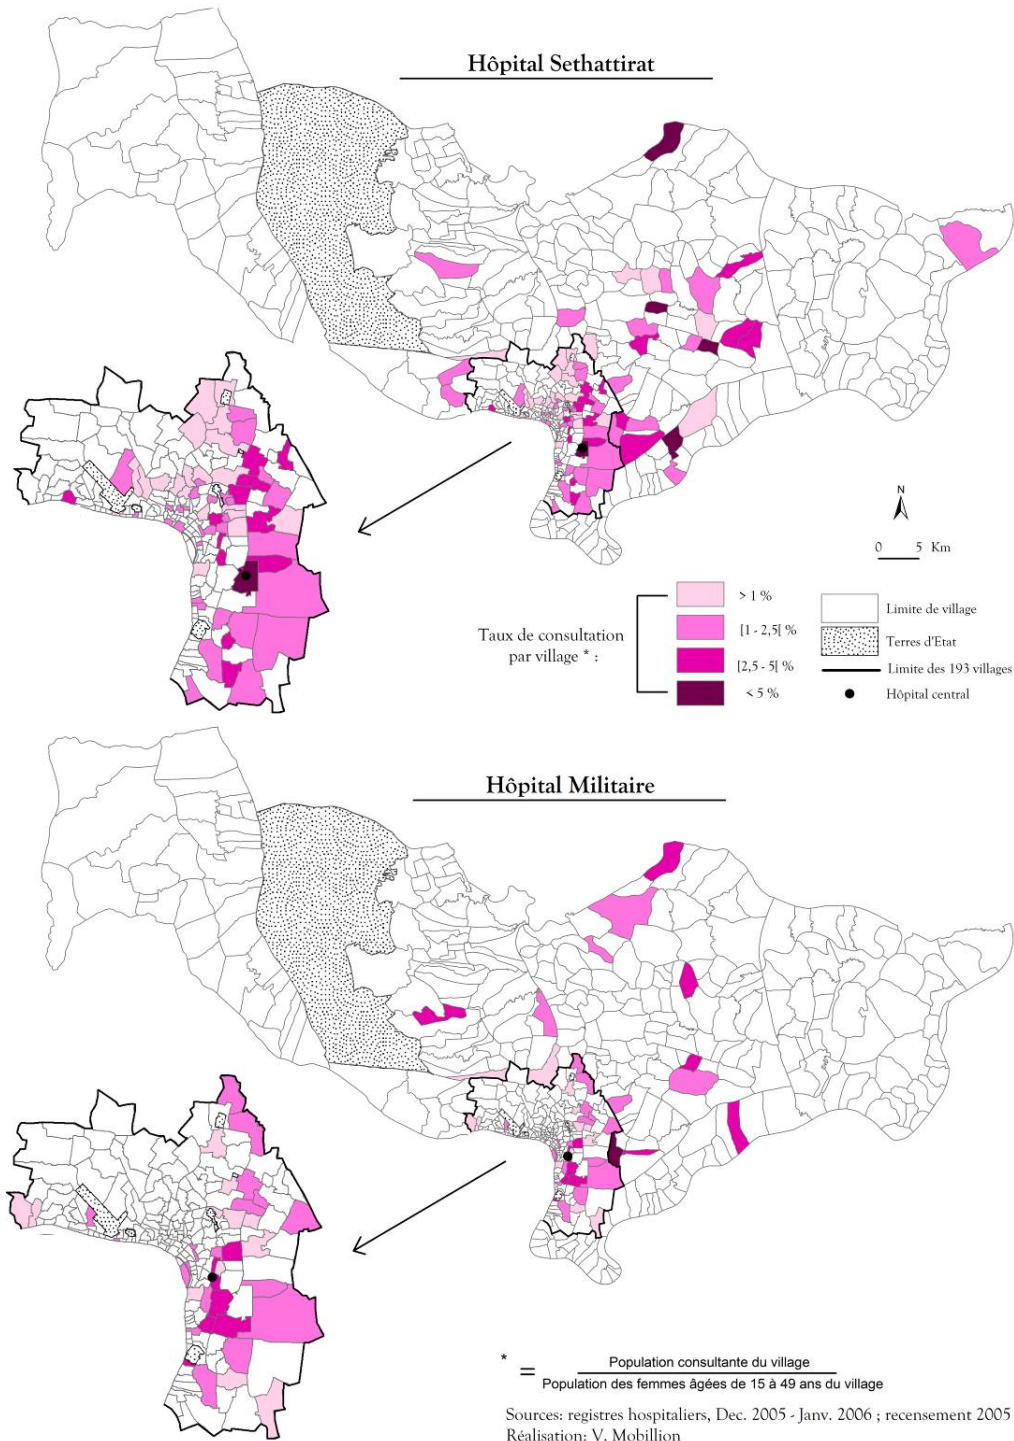 Hôpital Sethattirat
N
0 5 Km
Taux de consultation
par village * :
> 1 %
[1 - 2,5[ %
[2,5 - 5[ %
< 5 %
Limite de village
Terres d'Etat
Limite des 193 villages
Hôpital central
Hôpital Militaire
* = Population consultante du village
Population des femmes âgées de 15 à 49 ans du village
Sources: registres hospitaliers, Dec. 2005 - Janv. 2006 ; recensement 2005
Réalisation: V. Mobillion